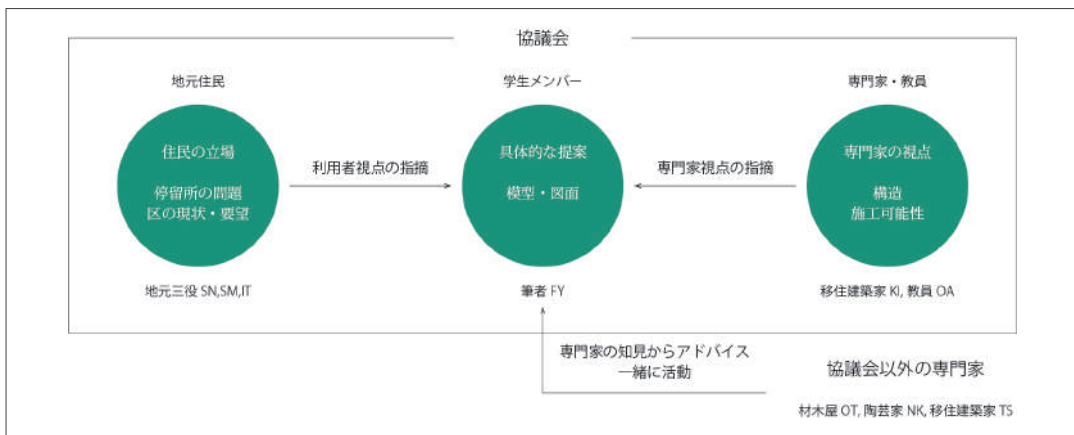 協議会
地元住民
学生メンバー
専門家・教員
住民の立場
停留所の問題
区の現状・要望
利用者視点の指摘
具体的な提案
模型・図面
専門家視点の指摘
専門家の視点
構造
施工可能性
地元三役 SN,SM,IT
筆者 FY
移住建築家 KI, 教員 OA
専門家の知見からアドバイス
一緒に活動
協議会以外の専門家
材木屋 OT, 陶芸家 NK, 移住建築家 TS